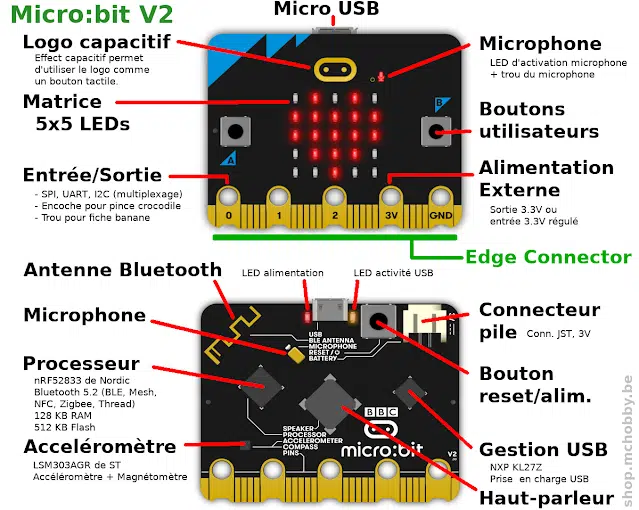 Micro:bit V2
Micro USB
Logo capacitif
Effet capacitif permet
d'utiliser le logo comme
un bouton tactile.
Microphone
LED d'activation microphone
+ trou du microphone
Matrice
5x5 LEDs
Boutons
utilisateurs
A
B
Entrée/Sortie
- SPI, UART, I2C (multiplexage)
- Encoche pour pince crocodile
- Trou pour fiche banane
Alimentation
Externe
Sortie 3.3V ou
entrée 3.3V régulé
0 1 2 3V GND
Edge Connector
Antenne Bluetooth
LED alimentation
LED activité USB
Microphone
Connecteur
pile Conn. JST, 3V
USB
BLE ANTENNA
MICROPHONE
RESET /
BATTERY
Processeur
nRF52833 de Nordic
Bluetooth 5.2 (BLE, Mesh,
NFC, Zigbee, Thread)
128 KB RAM
512 KB Flash
Bouton
reset/alim.
BBC
micro:bit
V2
SPEAKER
PROCESSOR
ACCELEROMETER
COMPASS
PINS
Accéléromètre
LSM303AGR de ST
Accéléromètre + Magnétomètre
Gestion USB
NXP KL27Z
Prise en charge USB
Haut-parleur
shop.mchobby.be